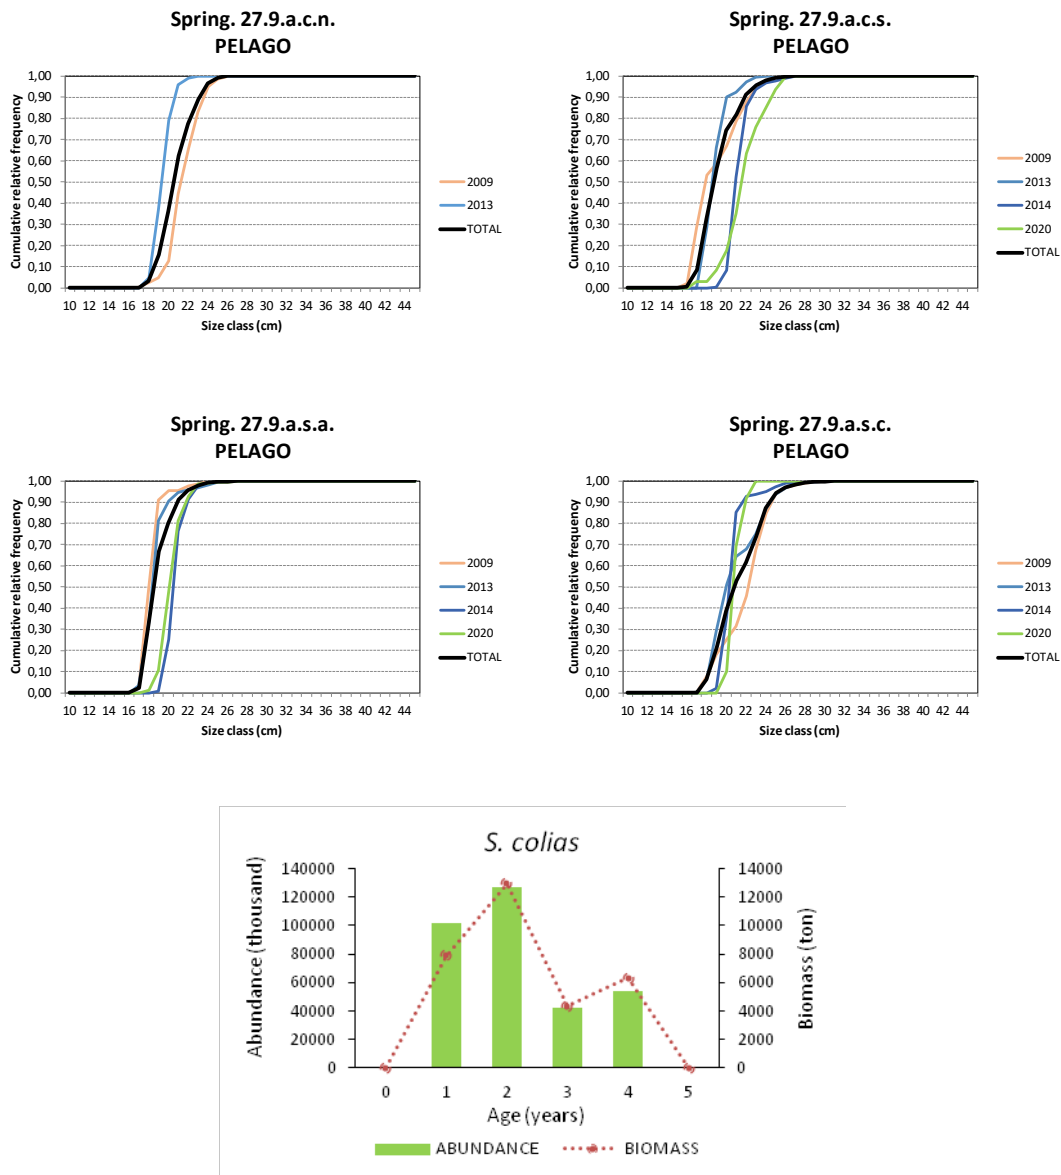 Spring. 27.9.a.c.n.
PELAGO
Cumulative relative frequency
1,00
0,90
0,80
0,70
0,60
0,50
0,40
0,30
0,20
0,10
0,00
10 12 14 16 18 20 22 24 26 28 30 32 34 36 38 40 42 44
Size class (cm)
2009
2013
TOTAL
Spring. 27.9.a.c.s.
PELAGO
Cumulative relative frequency
1,00
0,90
0,80
0,70
0,60
0,50
0,40
0,30
0,20
0,10
0,00
10 12 14 16 18 20 22 24 26 28 30 32 34 36 38 40 42 44
Size class (cm)
2009
2013
2014
2020
TOTAL
Spring. 27.9.a.s.a.
PELAGO
Cumulative relative frequency
1,00
0,90
0,80
0,70
0,60
0,50
0,40
0,30
0,20
0,10
0,00
10 12 14 16 18 20 22 24 26 28 30 32 34 36 38 40 42 44
Size class (cm)
2009
2013
2014
2020
TOTAL
Spring. 27.9.a.s.c.
PELAGO
Cumulative relative frequency
1,00
0,90
0,80
0,70
0,60
0,50
0,40
0,30
0,20
0,10
0,00
10 12 14 16 18 20 22 24 26 28 30 32 34 36 38 40 42 44
Size class (cm)
2009
2013
2014
2020
TOTAL
S. colias
Abundance (thousand)
140000
120000
100000
80000
60000
40000
20000
0
14000
12000
10000
8000
6000
4000
2000
0
Biomass (ton)
0 1 2 3 4 5
Age (years)
ABUNDANCE BIOMASS